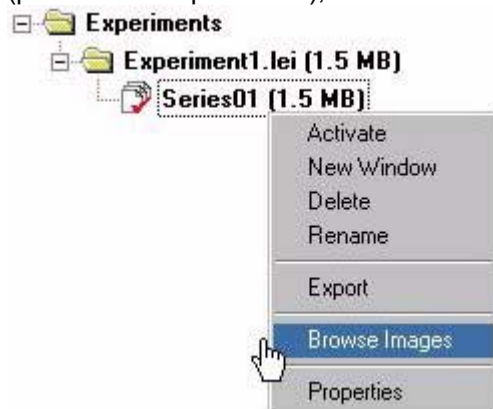 Experiments
Experiment1.lei (1.5 MB)
Series01 (1.5 MB)
Activate
New Window
Delete
Rename
Export
Browse Images
Properties